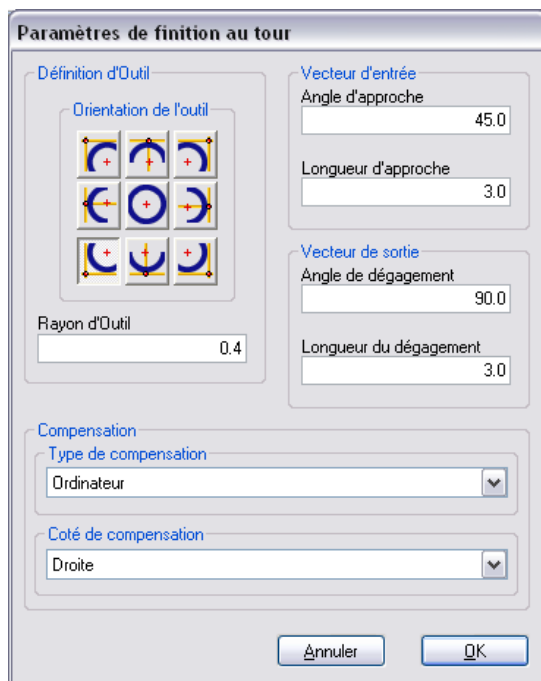 Paramètres de finition au tour
Définition d'Outil
Orientation de l'outil
Rayon d'Outil
0.4
Vecteur d'entrée
Angle d'approche
45.0
Longueur d'approche
3.0
Vecteur de sortie
Angle de dégagement
90.0
Longueur du dégagement
3.0
Compensation
Type de compensation
Ordinateur
Coté de compensation
Droite
Annuler
OK